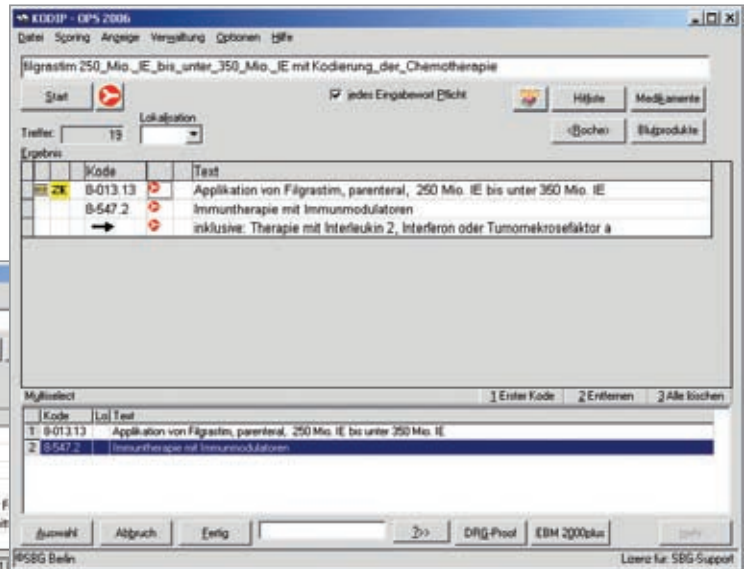 KODIP - OPS 2006
Datei Scoring Anzeige Verwaltung Optionen Hilfe
filgrastim 250_Mio._IE_bis_unter_350_Mio._IE mit Kodierung_der_Chemotherapie
Start
jedes Eingabewort Pflicht
Hitliste
Medikamente
Lokalisation
Treffer: 19
<Roche>
Blutprodukte
Ergebnis
Kode Text
ZE 8-013.13 Applikation von Filgrastim, parenteral, 250 Mio. IE bis unter 350 Mio. IE
8-547.2 Immuntherapie mit Immunmodulatoren
inklusive: Therapie mit Interleukin 2, Interferon oder Tumornekrosefaktor a
Multiselect 1 Erster Kode 2 Entfernen 3 Alle löschen
Kode Lo Text
1 8-013.13 Applikation von Filgrastim, parenteral, 250 Mio. IE bis unter 350 Mio. IE
2 8-547.2 Immuntherapie mit Immunmodulatoren
Auswahl Abbruch Fertig ?>> DRG-Proof EBM 2000plus
©SBG Berlin Lizenz für: SBG-Support